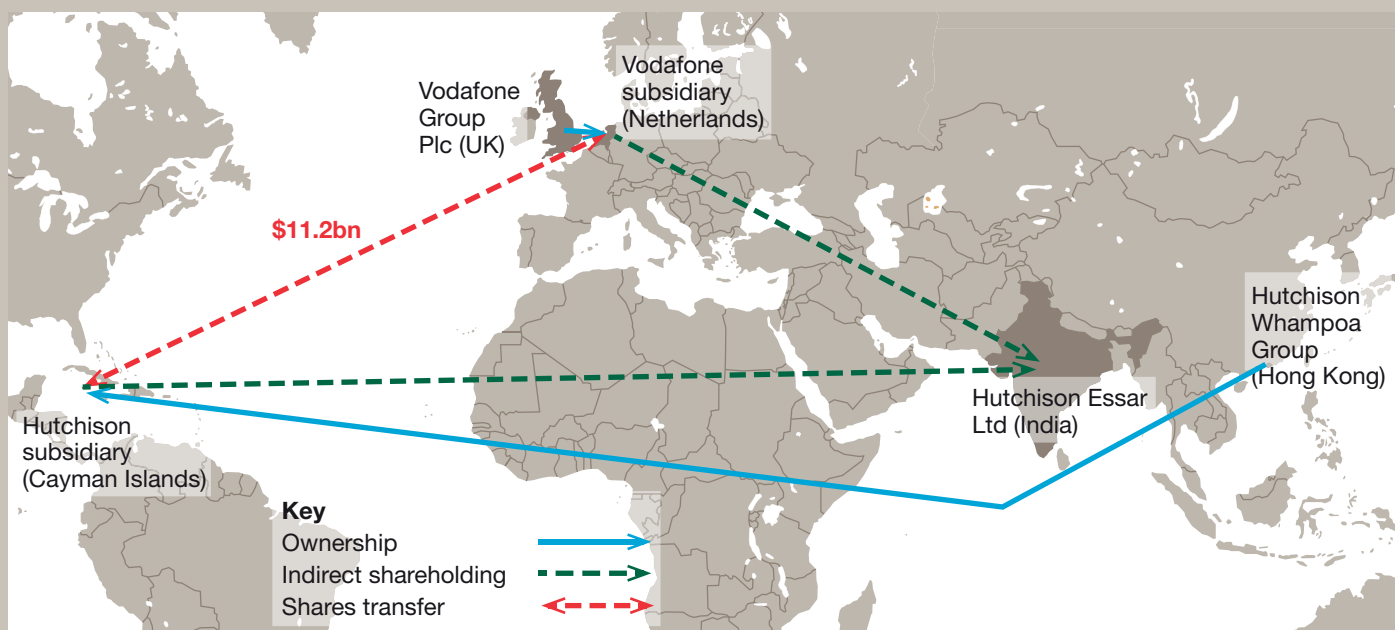 Vodafone
Group
Plc (UK)
Vodafone
subsidiary
(Netherlands)
$11.2bn
Hutchison
Whampoa
Group
(Hong Kong)
Hutchison Essar
Ltd (India)
Hutchison
subsidiary
(Cayman Islands)
Key
Ownership
Indirect shareholding
Shares transfer